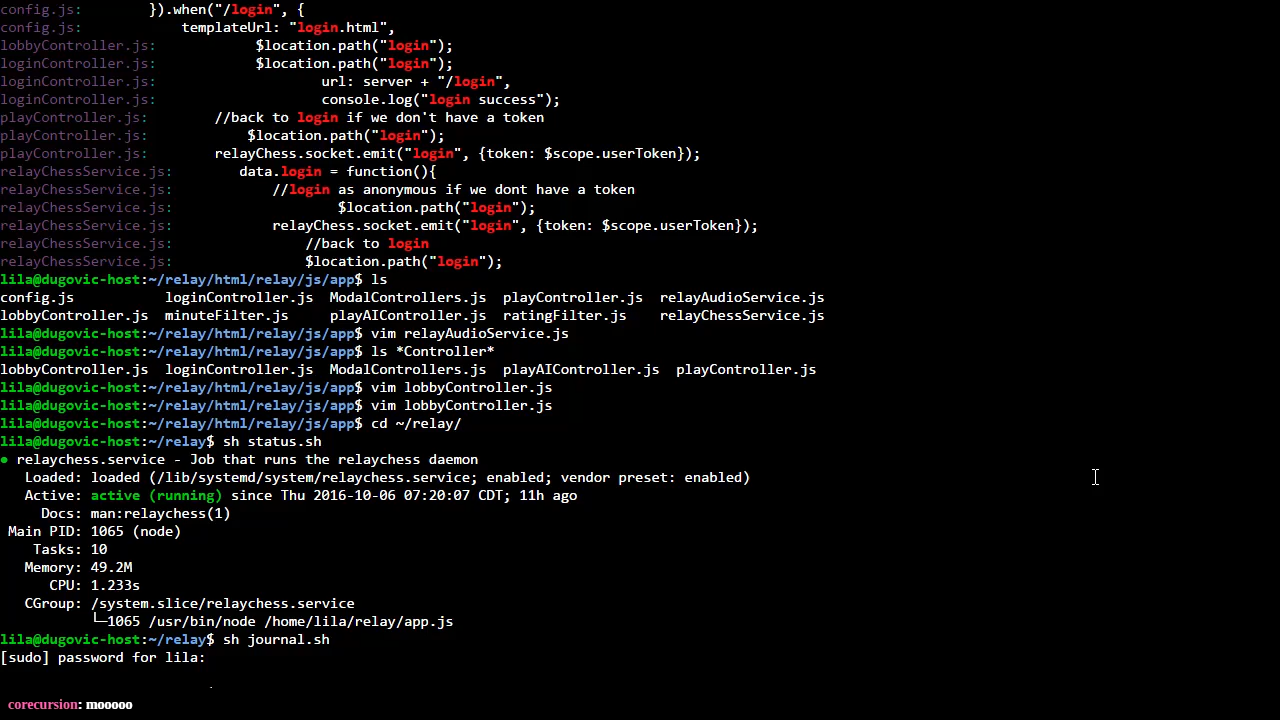 config.js:        }).when("/login", {
config.js:            templateUrl: "login.html",
lobbyController.js:            $location.path("login");
loginController.js:            $location.path("login");
loginController.js:                    url: server + "/login",
loginController.js:                    console.log("login success");
playController.js:        //back to login if we don't have a token
playController.js:            $location.path("login");
playController.js:        relayChess.socket.emit("login", {token: $scope.userToken});
relayChessService.js:        data.login = function(){
relayChessService.js:            //login as anonymous if we dont have a token
relayChessService.js:                    $location.path("login");
relayChessService.js:            relayChess.socket.emit("login", {token: $scope.userToken});
relayChessService.js:                //back to login
relayChessService.js:                $location.path("login");
lila@dugovic-host:~/relay/html/relay/js/app$ ls
config.js           loginController.js  ModalControllers.js  playController.js  relayAudioService.js
lobbyController.js  minuteFilter.js     playAIController.js  ratingFilter.js    relayChessService.js
lila@dugovic-host:~/relay/html/relay/js/app$ vim relayAudioService.js
lila@dugovic-host:~/relay/html/relay/js/app$ ls *Controller*
lobbyController.js  loginController.js  ModalControllers.js  playAIController.js  playController.js
lila@dugovic-host:~/relay/html/relay/js/app$ vim lobbyController.js
lila@dugovic-host:~/relay/html/relay/js/app$ vim lobbyController.js
lila@dugovic-host:~/relay/html/relay/js/app$ cd ~/relay/
lila@dugovic-host:~/relay$ sh status.sh
● relaychess.service - Job that runs the relaychess daemon
   Loaded: loaded (/lib/systemd/system/relaychess.service; enabled; vendor preset: enabled)
   Active: active (running) since Thu 2016-10-06 07:20:07 CDT; 11h ago
     Docs: man:relaychess(1)
 Main PID: 1065 (node)
    Tasks: 10
   Memory: 49.2M
      CPU: 1.233s
   CGroup: /system.slice/relaychess.service
           └─1065 /usr/bin/node /home/lila/relay/app.js
lila@dugovic-host:~/relay$ sh journal.sh
[sudo] password for lila:
corecursion: mooooo